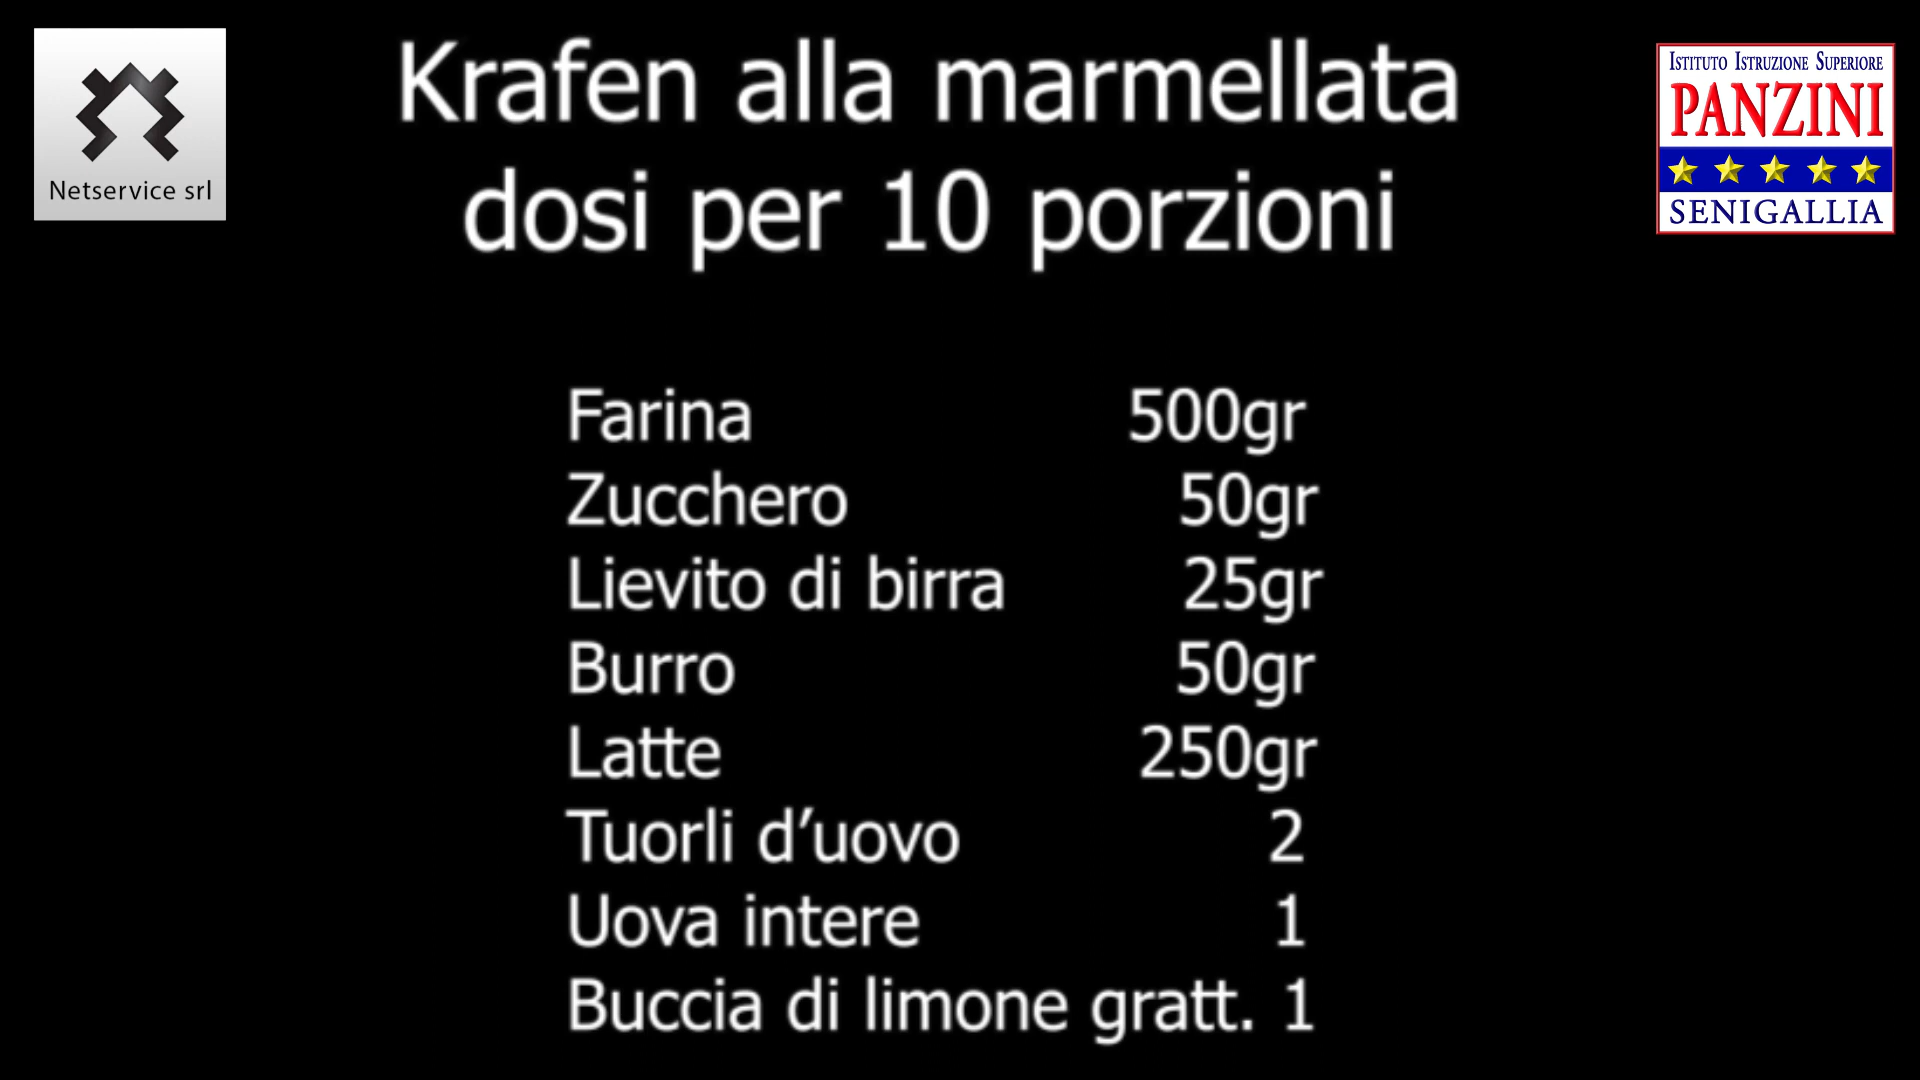 Netservice srl
Krafen alla marmellata
dosi per 10 porzioni
ISTITUTO ISTRUZIONE SUPERIORE
PANZINI
SENIGALLIA
Farina 500gr
Zucchero 50gr
Lievito di birra 25gr
Burro 50gr
Latte 250gr
Tuorli d’uovo 2
Uova intere 1
Buccia di limone gratt. 1